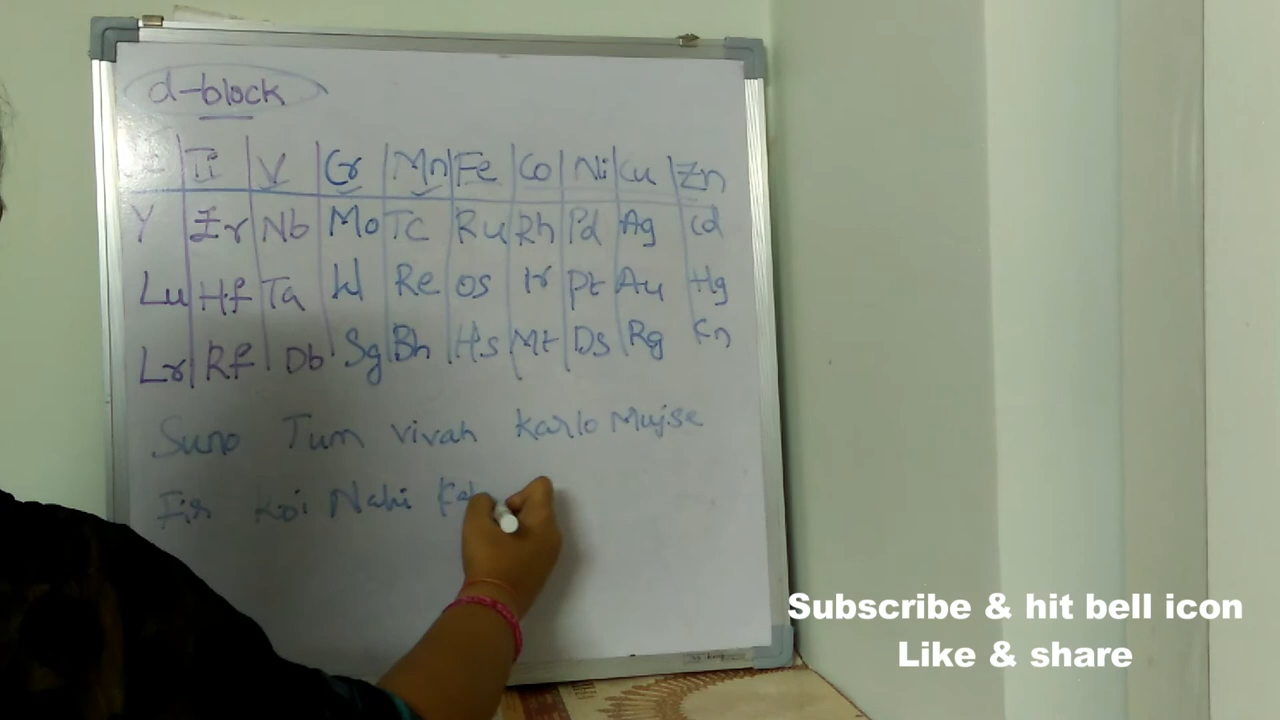 d-block
Ti V Cr Mn Fe Co Ni Cu Zn
Y Zr Nb Mo Tc Ru Rh Pd Ag Cd
Lu Hf Ta W Re Os Ir Pt Au Hg
Lr Rf Db Sg Bh Hs Mt Ds Rg Cn
Suno Tum vivah Karlo Mujse
Fir Koi Nahi
Subscribe & hit bell icon
Like & share